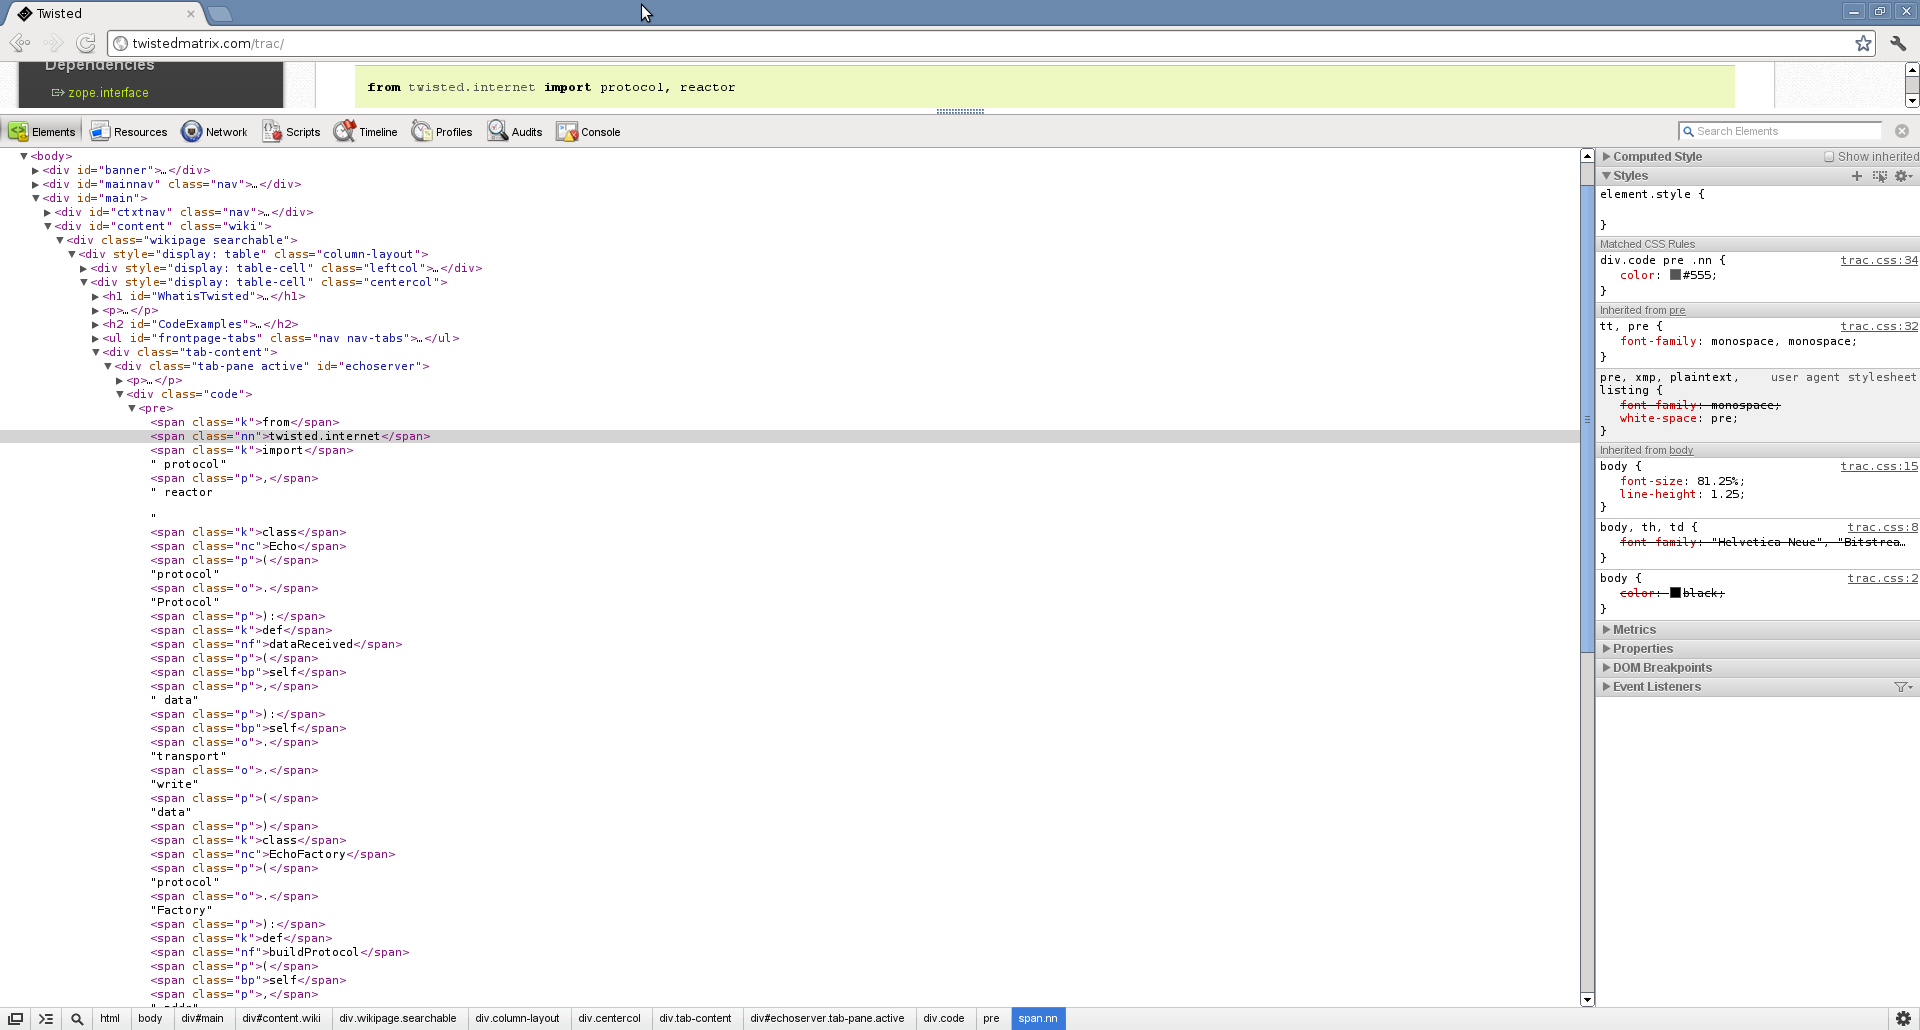 Twisted
twistedmatrix.com/trac/
Dependencies
zope.interface
from twisted.internet import protocol, reactor
Elements Resources Network Scripts Timeline Profiles Audits Console Search Elements
<body>
<div id="banner">…</div>
<div id="mainnav" class="nav">…</div>
<div id="main">
<div id="ctxtnav" class="nav">…</div>
<div id="content" class="wiki">
<div class="wikipage searchable">
<div style="display: table" class="column-layout">
<div style="display: table-cell" class="leftcol">…</div>
<div style="display: table-cell" class="centercol">
<h1 id="WhatisTwisted">…</h1>
<p>…</p>
<h2 id="CodeExamples">…</h2>
<ul id="frontpage-tabs" class="nav nav-tabs">…</ul>
<div class="tab-content">
<div class="tab-pane active" id="echoserver">
<p>…</p>
<div class="code">
<pre>
<span class="k">from</span>
<span class="nn">twisted.internet</span>
<span class="k">import</span>
" protocol"
<span class="p">,</span>
" reactor
"
<span class="k">class</span>
<span class="nc">Echo</span>
<span class="p">(</span>
"protocol"
<span class="o">.</span>
"Protocol"
<span class="p">):</span>
<span class="k">def</span>
<span class="nf">dataReceived</span>
<span class="p">(</span>
<span class="bp">self</span>
<span class="p">,</span>
" data"
<span class="p">):</span>
<span class="bp">self</span>
<span class="o">.</span>
"transport"
<span class="o">.</span>
"write"
<span class="p">(</span>
"data"
<span class="p">)</span>
<span class="k">class</span>
<span class="nc">EchoFactory</span>
<span class="p">(</span>
"protocol"
<span class="o">.</span>
"Factory"
<span class="p">):</span>
<span class="k">def</span>
<span class="nf">buildProtocol</span>
<span class="p">(</span>
<span class="bp">self</span>
<span class="p">,</span>
Computed Style Show inherited
Styles
element.style {
}
Matched CSS Rules
div.code pre .nn { trac.css:34
color: #555;
}
Inherited from pre
tt, pre { trac.css:32
font-family: monospace, monospace;
}
pre, xmp, plaintext, user agent stylesheet
listing {
font-family: monospace;
white-space: pre;
}
Inherited from body
body { trac.css:15
font-size: 81.25%;
line-height: 1.25;
}
body, th, td { trac.css:8
font-family: "Helvetica Neue", "Bitstrea…
}
body { trac.css:2
color: black;
}
Metrics
Properties
DOM Breakpoints
Event Listeners
html body div#main div#content.wiki div.wikipage.searchable div.column-layout div.centercol div.tab-content div#echoserver.tab-pane.active div.code pre span.nn